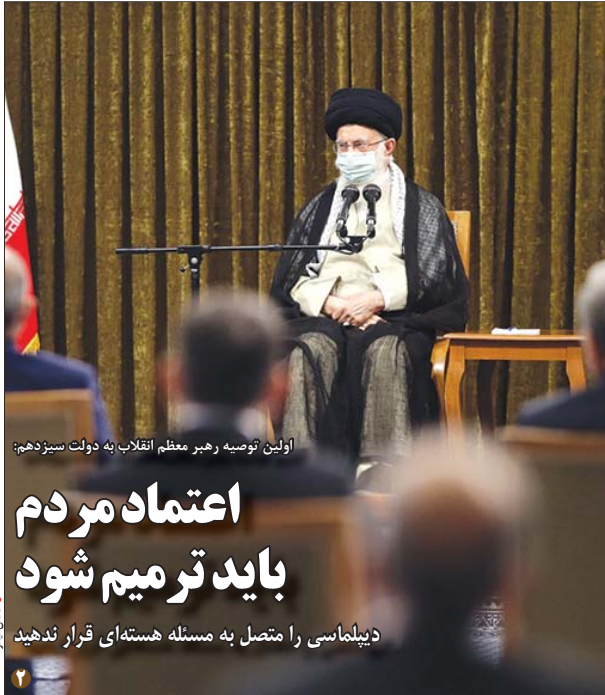 اولین توصیه رهبر معظم انقلاب به دولت سیزدهم:
اعتماد مردم
باید ترمیم شود
دیپلماسی را متصل به مسئله هسته‌ای قرار ندهید
۲